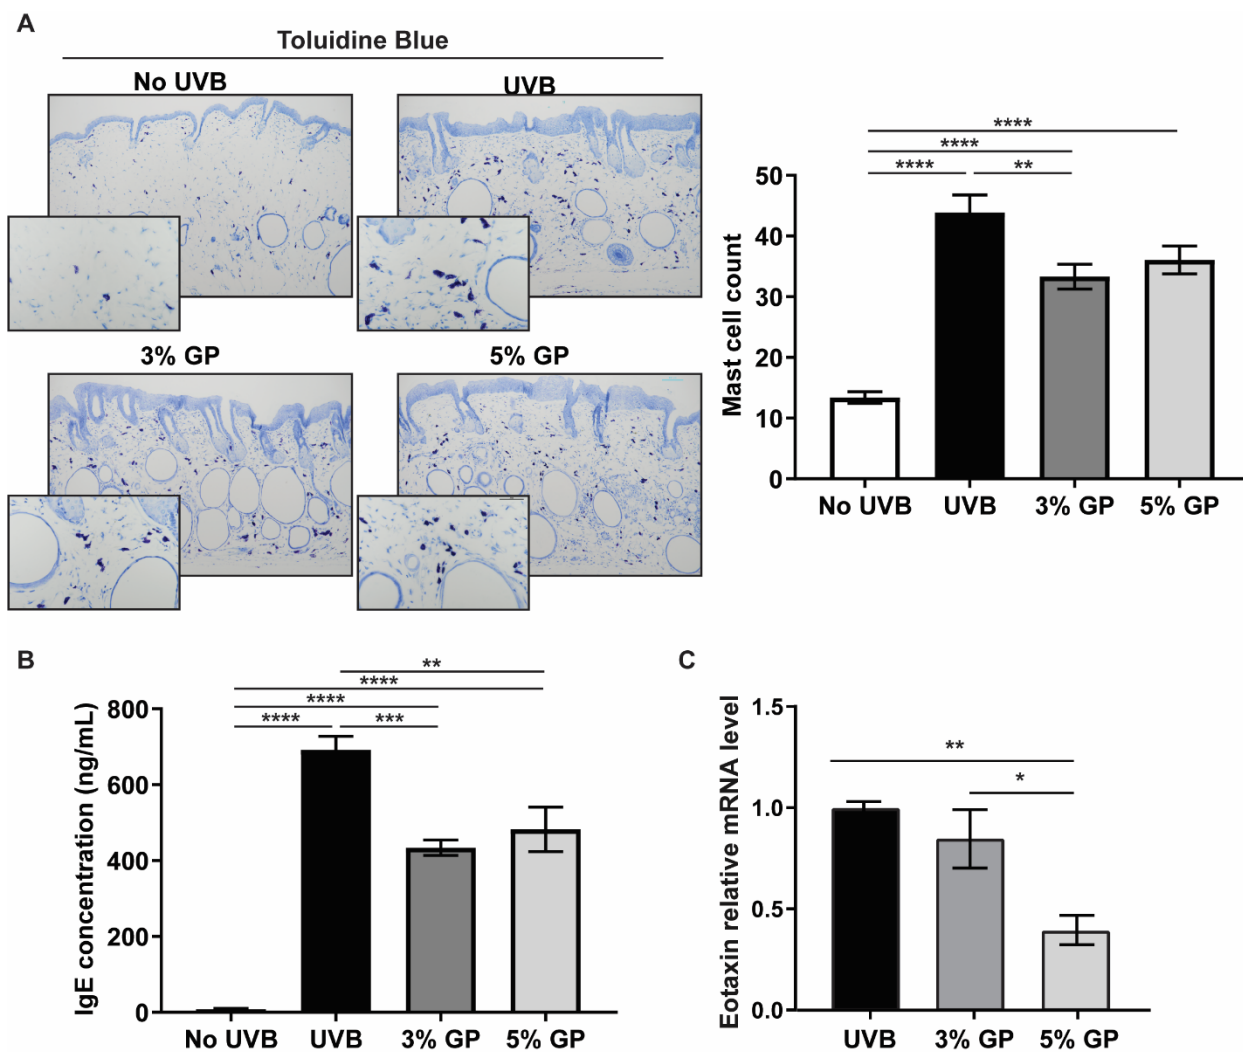 A
Toluidine Blue
No UVB
UVB
3% GP
5% GP
****
****
****
**
Mast cell count
50
40
30
20
10
0
No UVB
UVB
3% GP
5% GP
B
**
****
****
****
***
IgE concentration (ng/mL)
800
600
400
200
0
No UVB
UVB
3% GP
5% GP
C
**
*
Eotaxin relative mRNA level
1.5
1.0
0.5
0.0
UVB
3% GP
5% GP